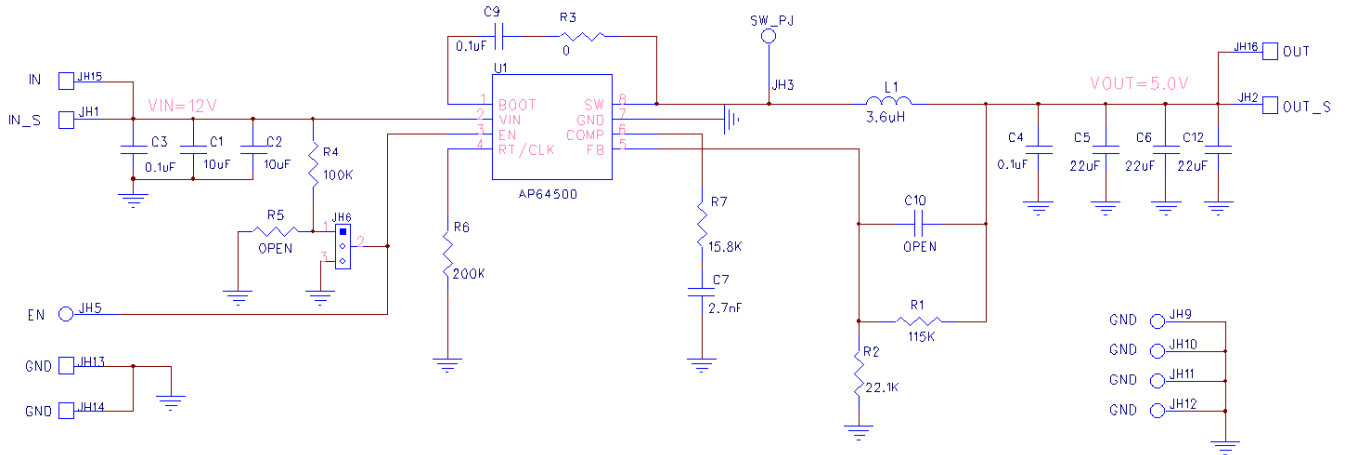 C9
0.1uF
R3
0
SW_PJ
JH3
IN
JH15
IN_S
JH1
VIN=12V
C3
0.1uF
C1
10uF
C2
10uF
R4
100K
R5
OPEN
JH6
1
2
3
EN
JH5
GND
JH13
GND
JH14
U1
1 BOOT
2 VIN
3 EN
4 RT/CLK
SW 8
GND 7
COMP 6
FB 5
AP64500
R6
200K
R7
15.8K
C7
2.7nF
L1
3.6uH
C10
OPEN
R1
115K
R2
22.1K
VOUT=5.0V
JH16
OUT
JH2
OUT_S
C4
0.1uF
C5
22uF
C6
22uF
C12
22uF
GND
JH9
GND
JH10
GND
JH11
GND
JH12